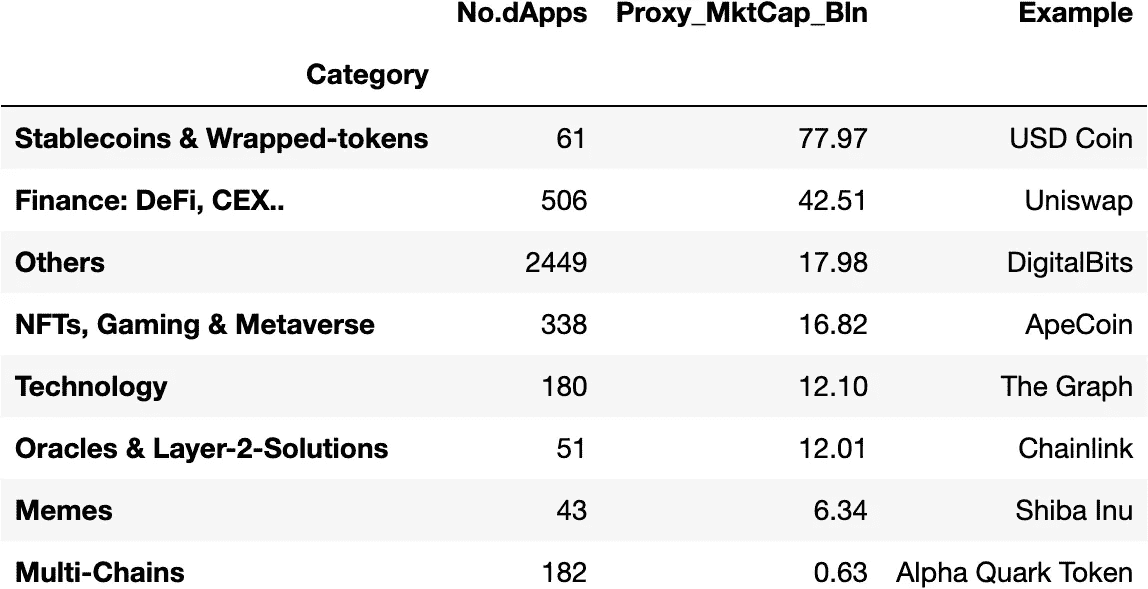 No.dApps Proxy_MktCap_Bln Example
Category
Stablecoins & Wrapped-tokens 61 77.97 USD Coin
Finance: DeFi, CEX.. 506 42.51 Uniswap
Others 2449 17.98 DigitalBits
NFTs, Gaming & Metaverse 338 16.82 ApeCoin
Technology 180 12.10 The Graph
Oracles & Layer-2-Solutions 51 12.01 Chainlink
Memes 43 6.34 Shiba Inu
Multi-Chains 182 0.63 Alpha Quark Token